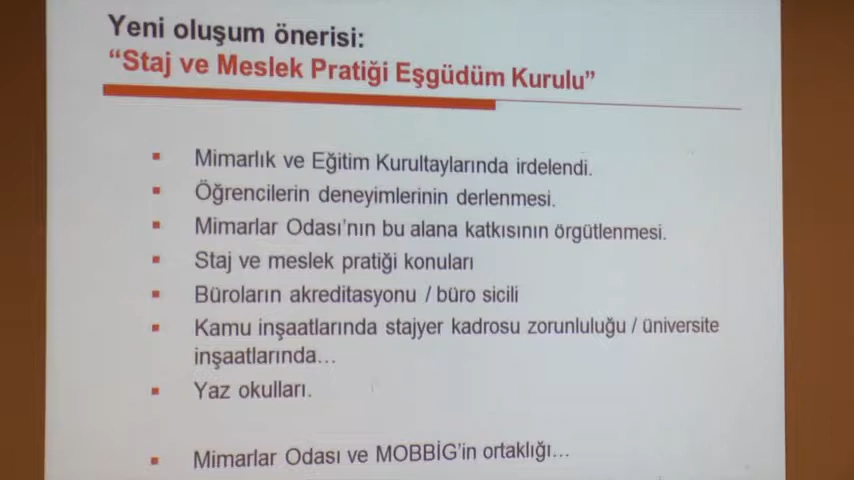 Yeni oluşum önerisi:
“Staj ve Meslek Pratiği Eşgüdüm Kurulu”
Mimarlık ve Eğitim Kurultaylarında irdelendi.
Öğrencilerin deneyimlerinin derlenmesi.
Mimarlar Odası’nın bu alana katkısının örgütlenmesi.
Staj ve meslek pratiği konuları
Büroların akreditasyonu / büro sicili
Kamu inşaatlarında stajyer kadrosu zorunluluğu / üniversite
inşaatlarında…
Yaz okulları.
Mimarlar Odası ve MOBBİG’in ortaklığı…